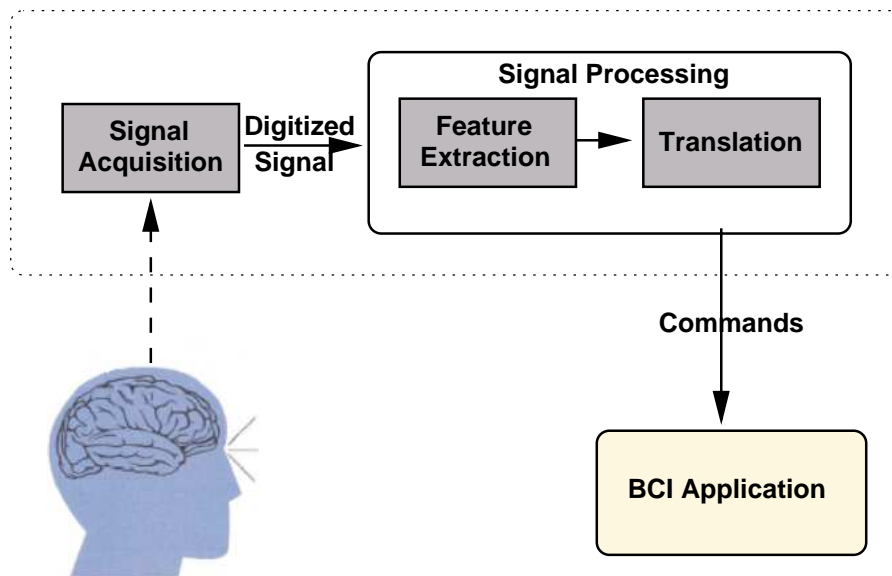 Signal Processing
Signal
Acquisition
Digitized
Signal
Feature
Extraction
Translation
Commands
BCI Application